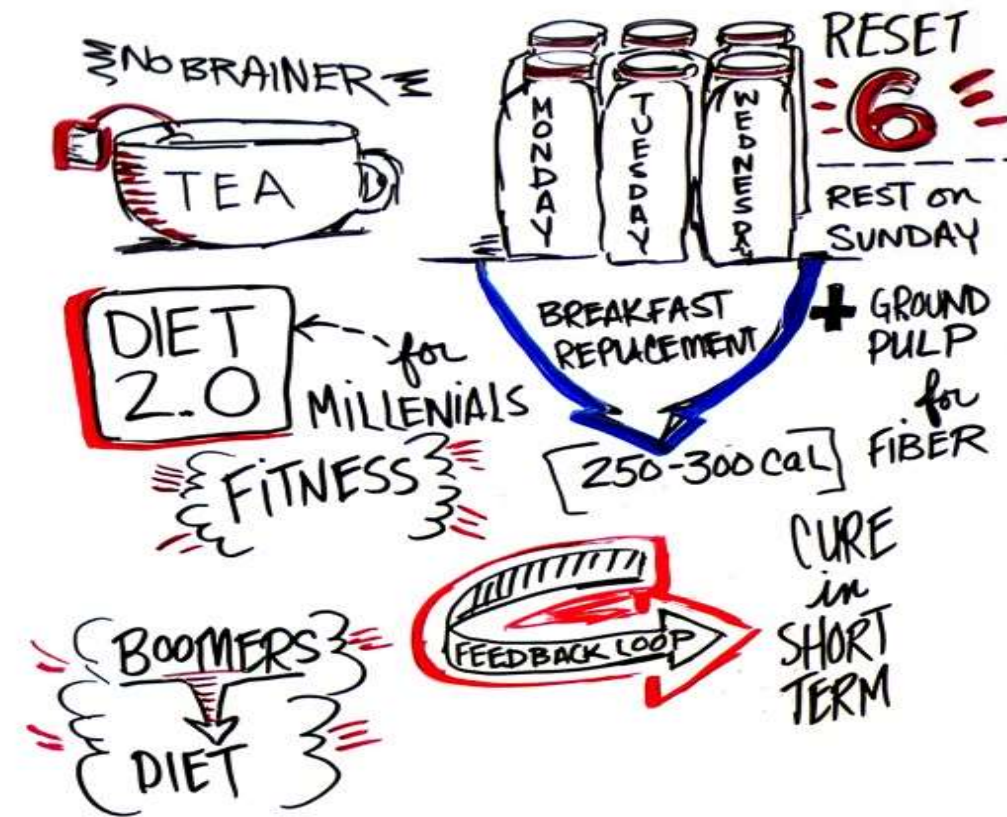 NO BRAINER
TEA
MONDAY
TUESDAY
WEDNESDAY
RESET
6
REST on
SUNDAY
+ GROUND
PULP
for
FIBER
BREAKFAST
REPLACEMENT
[250-300 CAL]
DIET
2.0
for
MILLENIALS
FITNESS
BOOMERS
DIET
FEEDBACK LOOP
CURE
in
SHORT
TERM